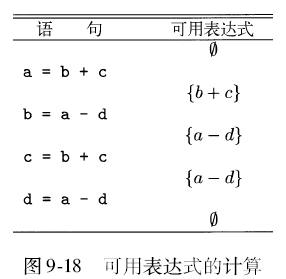 语 句 可用表达式
∅
a = b + c
{b + c}
b = a - d
{a − d}
c = b + c
{a − d}
d = a - d
∅
图 9-18 可用表达式的计算